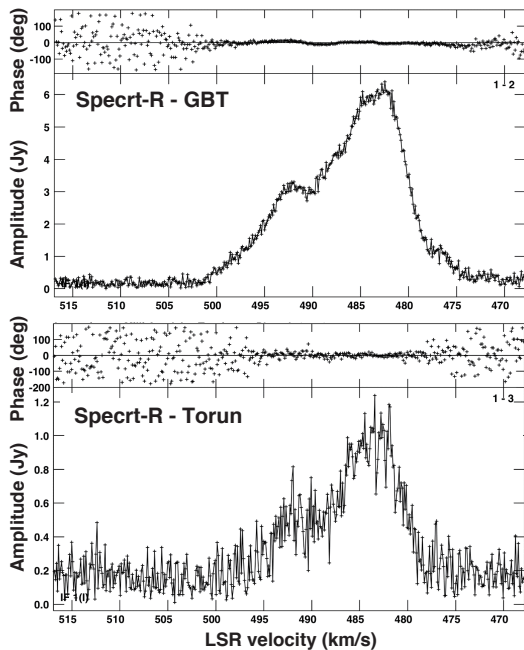 Phase (deg)
100
0
-100
Specrt-R - GBT
1 - 2
Amplitude (Jy)
6
5
4
3
2
1
0
515 510 505 500 495 490 485 480 475 470
Phase (deg)
100
0
-100
-200
Specrt-R - Torun
1 - 3
Amplitude (Jy)
1.2
1.0
0.8
0.6
0.4
0.2
0.0
IF 1(I)
515 510 505 500 495 490 485 480 475 470
LSR velocity (km/s)